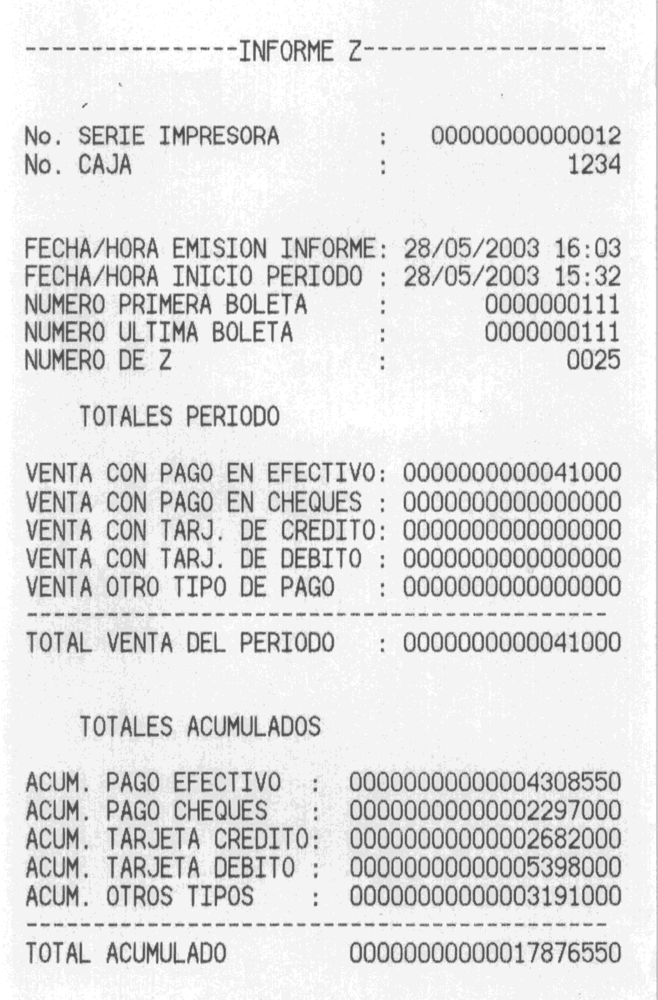 ----------------INFORME Z------------------
No. SERIE IMPRESORA : 00000000000012
No. CAJA : 1234
FECHA/HORA EMISION INFORME: 28/05/2003 16:03
FECHA/HORA INICIO PERIODO : 28/05/2003 15:32
NUMERO PRIMERA BOLETA : 0000000111
NUMERO ULTIMA BOLETA : 0000000111
NUMERO DE Z : 0025
TOTALES PERIODO
VENTA CON PAGO EN EFECTIVO: 0000000000041000
VENTA CON PAGO EN CHEQUES : 0000000000000000
VENTA CON TARJ. DE CREDITO: 0000000000000000
VENTA CON TARJ. DE DEBITO : 0000000000000000
VENTA OTRO TIPO DE PAGO : 0000000000000000
-------------------------------------------
TOTAL VENTA DEL PERIODO : 0000000000041000
TOTALES ACUMULADOS
ACUM. PAGO EFECTIVO : 00000000000004308550
ACUM. PAGO CHEQUES : 00000000000002297000
ACUM. TARJETA CREDITO: 00000000000002682000
ACUM. TARJETA DEBITO : 00000000000005398000
ACUM. OTROS TIPOS : 00000000000003191000
-------------------------------------------
TOTAL ACUMULADO 00000000000017876550